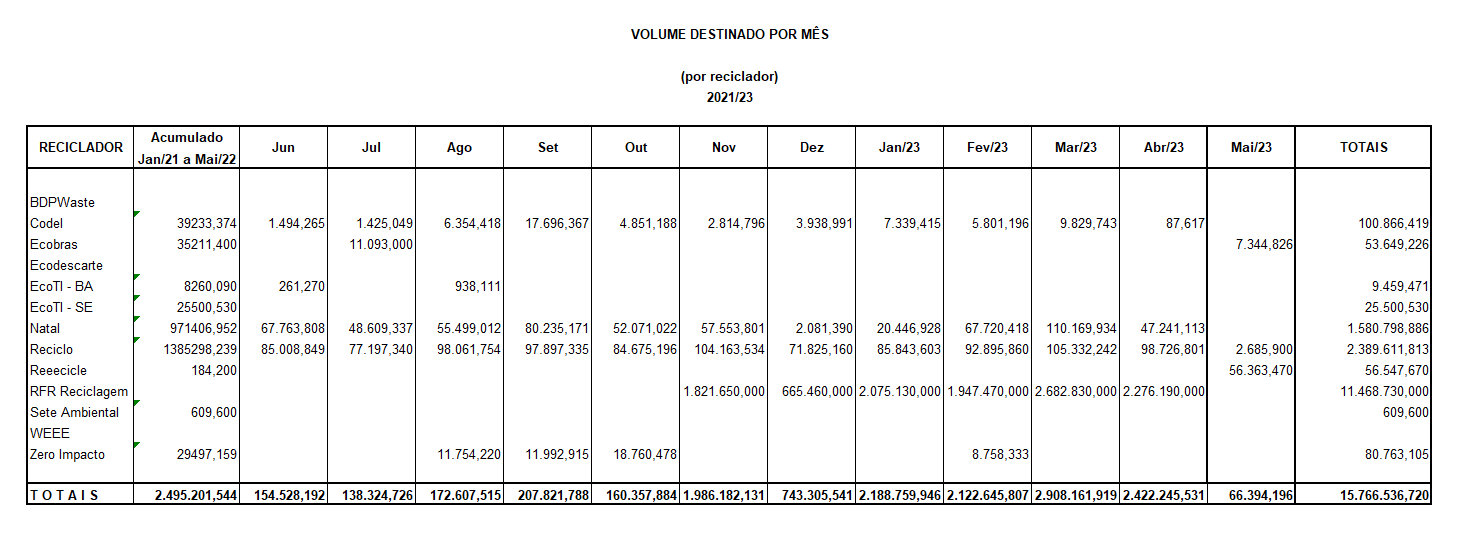 VOLUME DESTINADO POR MÊS
(por reciclador)
2021/23
RECICLADOR Acumulado Jan/21 a Mai/22 Jun Jul Ago Set Out Nov Dez Jan/23 Fev/23 Mar/23 Abr/23 Mai/23 TOTAIS
BDPWaste
Codel 39233,374 1.494,265 1.425,049 6.354,418 17.696,367 4.851,188 2.814,796 3.938,991 7.339,415 5.801,196 9.829,743 87,617 100.866,419
Ecobras 35211,400 11.093,000 7.344,826 53.649,226
Ecodescarte
EcoTI - BA 8260,090 261,270 938,111 9.459,471
EcoTI - SE 25500,530 25.500,530
Natal 971406,952 67.763,808 48.609,337 55.499,012 80.235,171 52.071,022 57.553,801 2.081,390 20.446,928 67.720,418 110.169,934 47.241,113 1.580.798,886
Reciclo 1385298,239 85.008,849 77.197,340 98.061,754 97.897,335 84.675,196 104.163,534 71.825,160 85.843,603 92.895,860 105.332,242 98.726,801 2.685,900 2.389.611,813
Reeecicle 184,200 56.363,470 56.547,670
RFR Reciclagem 1.821.650,000 665.460,000 2.075.130,000 1.947.470,000 2.682.830,000 2.276.190,000 11.468.730,000
Sete Ambiental 609,600 609,600
WEEE
Zero Impacto 29497,159 11.754,220 11.992,915 18.760,478 8.758,333 80.763,105
T O T A I S 2.495.201,544 154.528,192 138.324,726 172.607,515 207.821,788 160.357,884 1.986.182,131 743.305,541 2.188.759,946 2.122.645,807 2.908.161,919 2.422.245,531 66.394,196 15.766.536,720